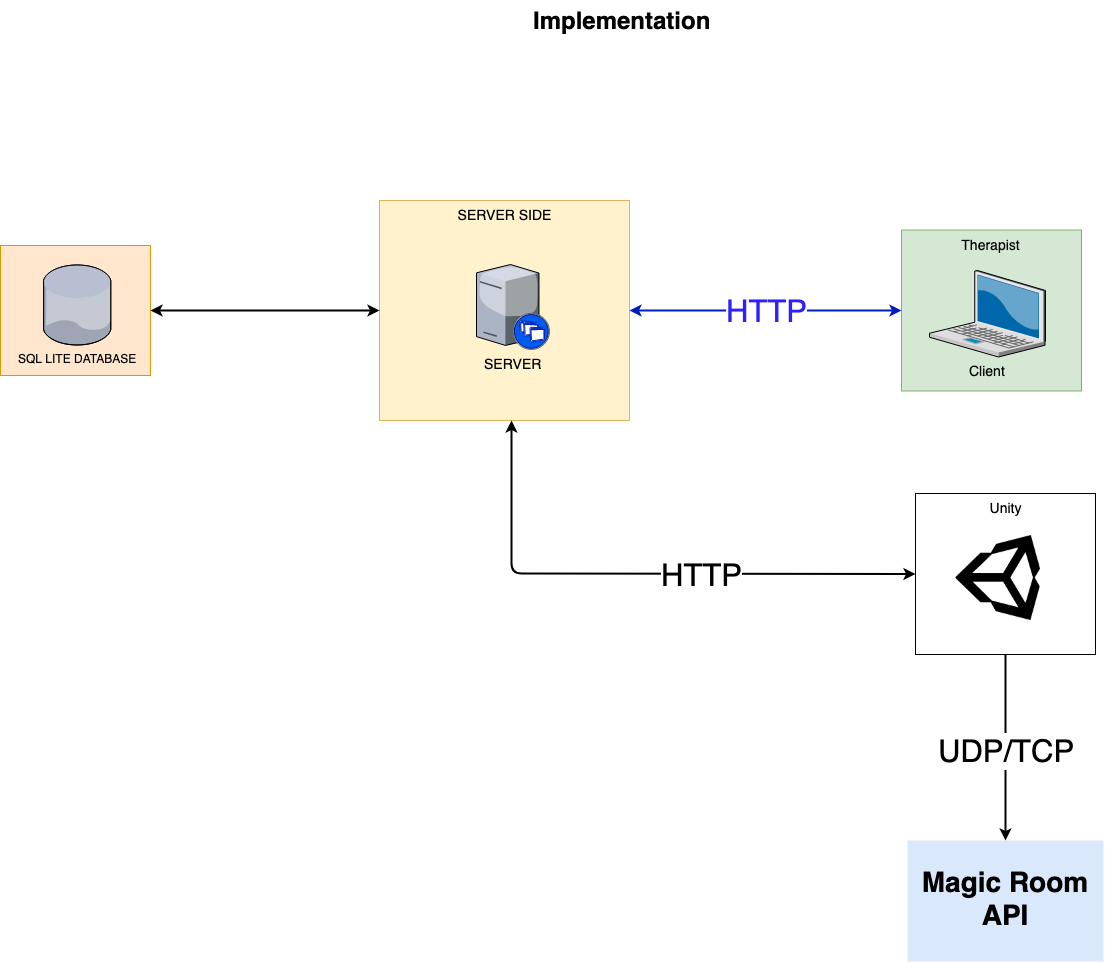 Implementation
SERVER SIDE
SERVER
SQL LITE DATABASE
HTTP
Therapist
Client
HTTP
Unity
UDP/TCP
Magic Room
API